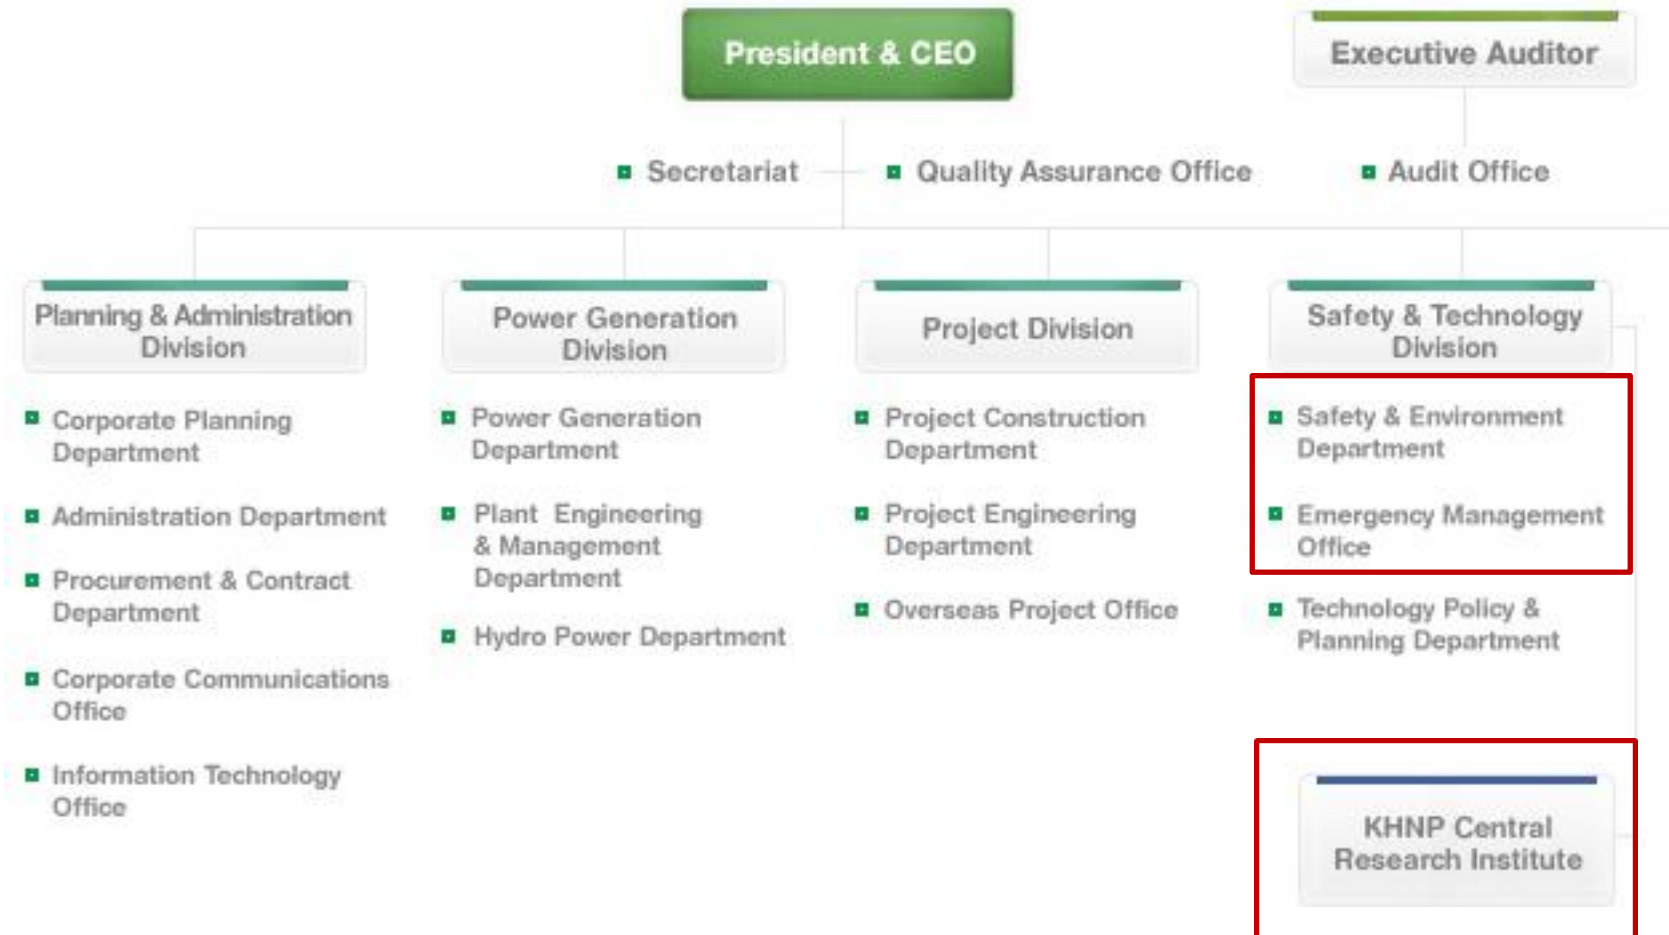 President & CEO
Executive Auditor
Secretariat
Quality Assurance Office
Audit Office
Planning & Administration
Division
Corporate Planning
Department
Administration Department
Procurement & Contract
Department
Corporate Communications
Office
Information Technology
Office
Power Generation
Division
Power Generation
Department
Plant Engineering
& Management
Department
Hydro Power Department
Project Division
Project Construction
Department
Project Engineering
Department
Overseas Project Office
Safety & Technology
Division
Safety & Environment
Department
Emergency Management
Office
Technology Policy &
Planning Department
KHNP Central
Research Institute